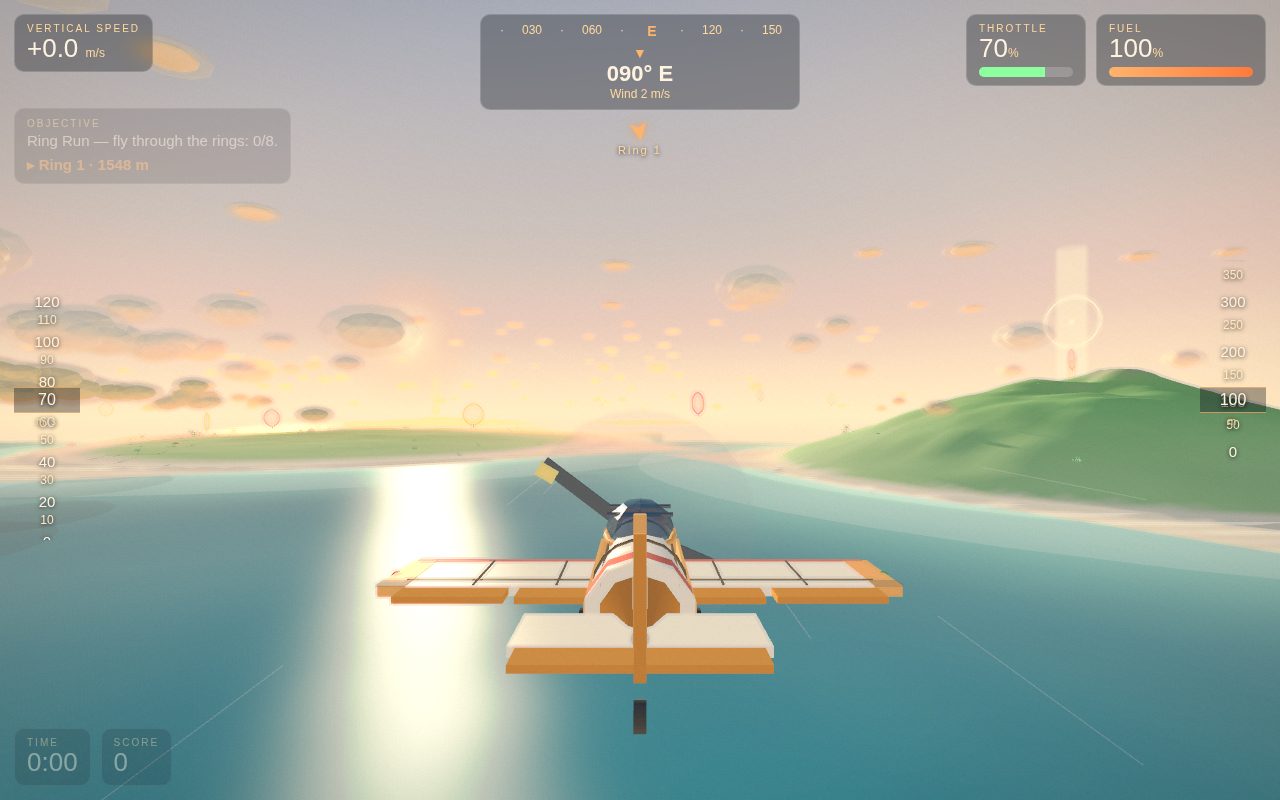 VERTICAL SPEED
+0.0 m/s
· 030 · 060 · E · 120 · 150
▼
090° E
Wind 2 m/s
THROTTLE
70%
FUEL
100%
OBJECTIVE
Ring Run — fly through the rings: 0/8.
▸ Ring 1 · 1548 m
Ring 1
120
110
100
90
80
70
60
50
40
30
20
10
350
300
250
200
150
100
50
0
TIME
0:00
SCORE
0